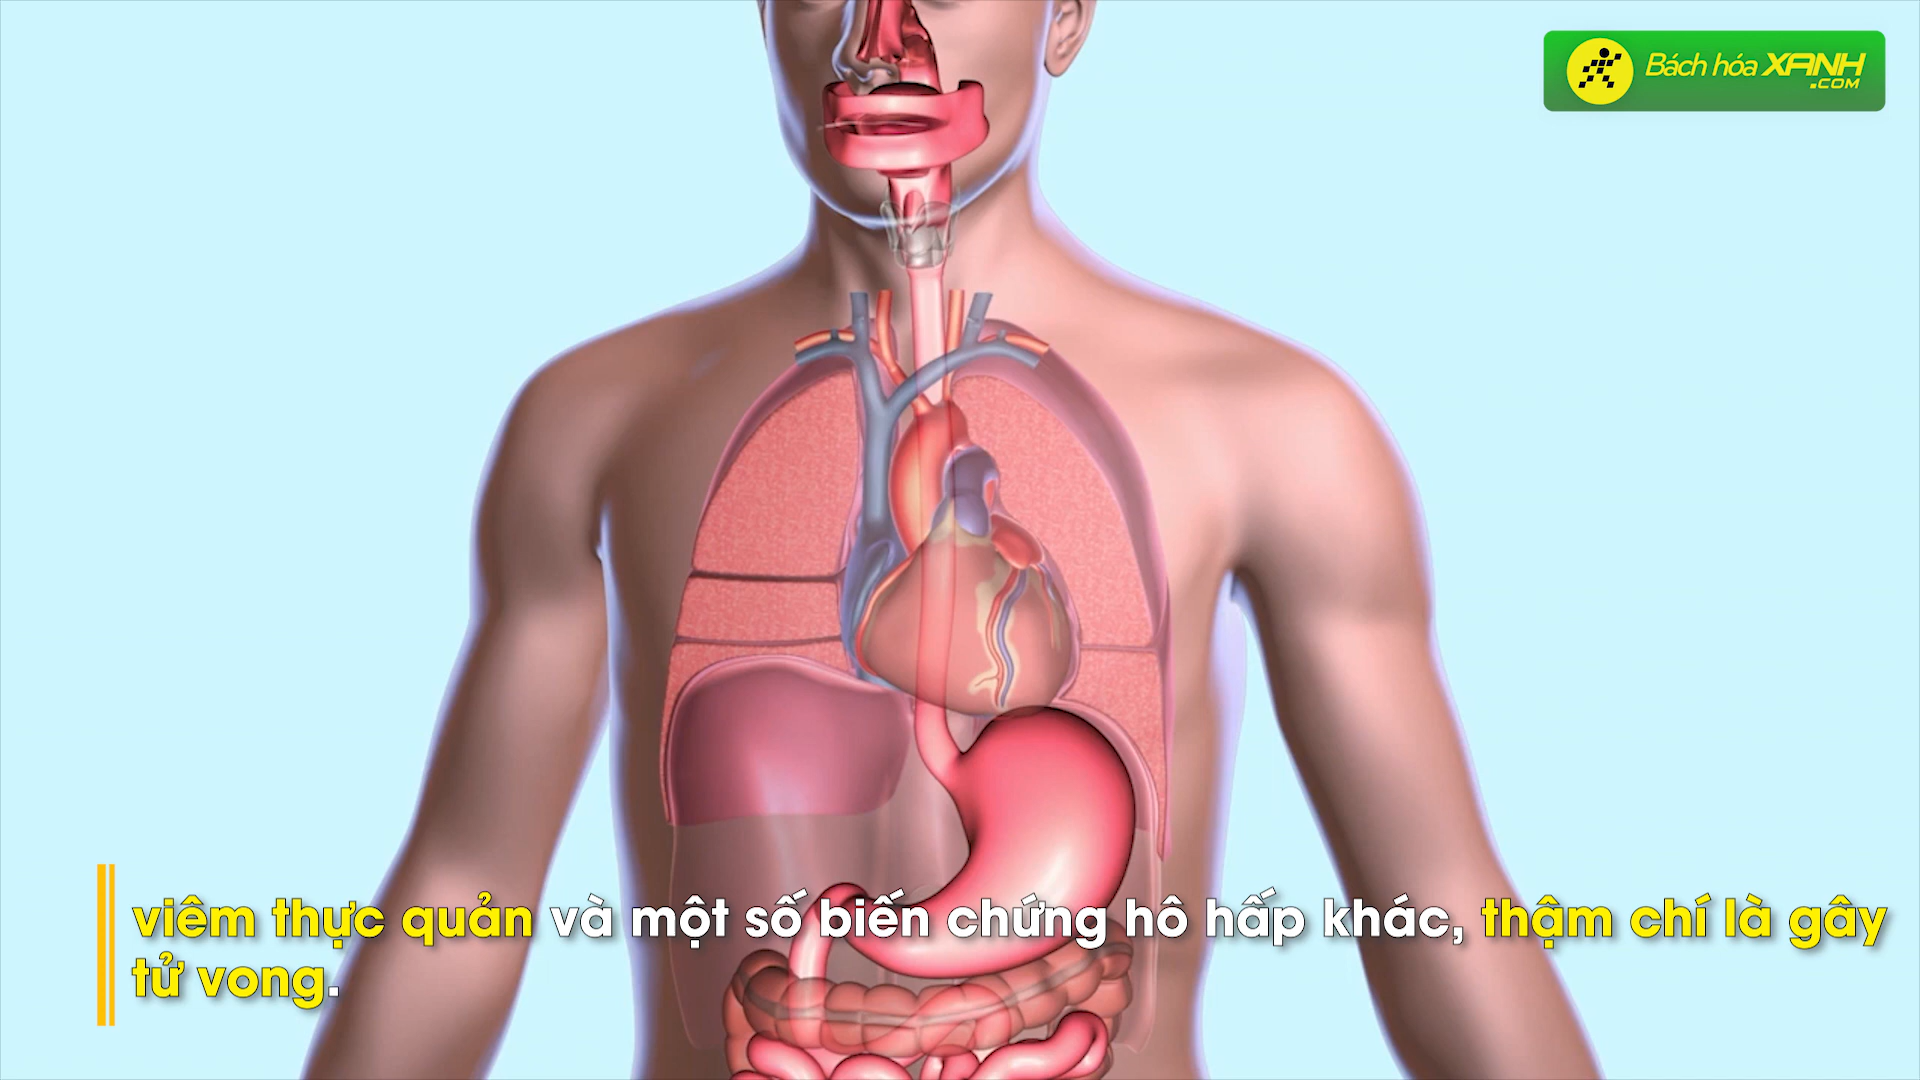 Bách hóa XANH
.COM
viêm thực quản và một số biến chứng hô hấp khác, thậm chí là gây
tử vong.